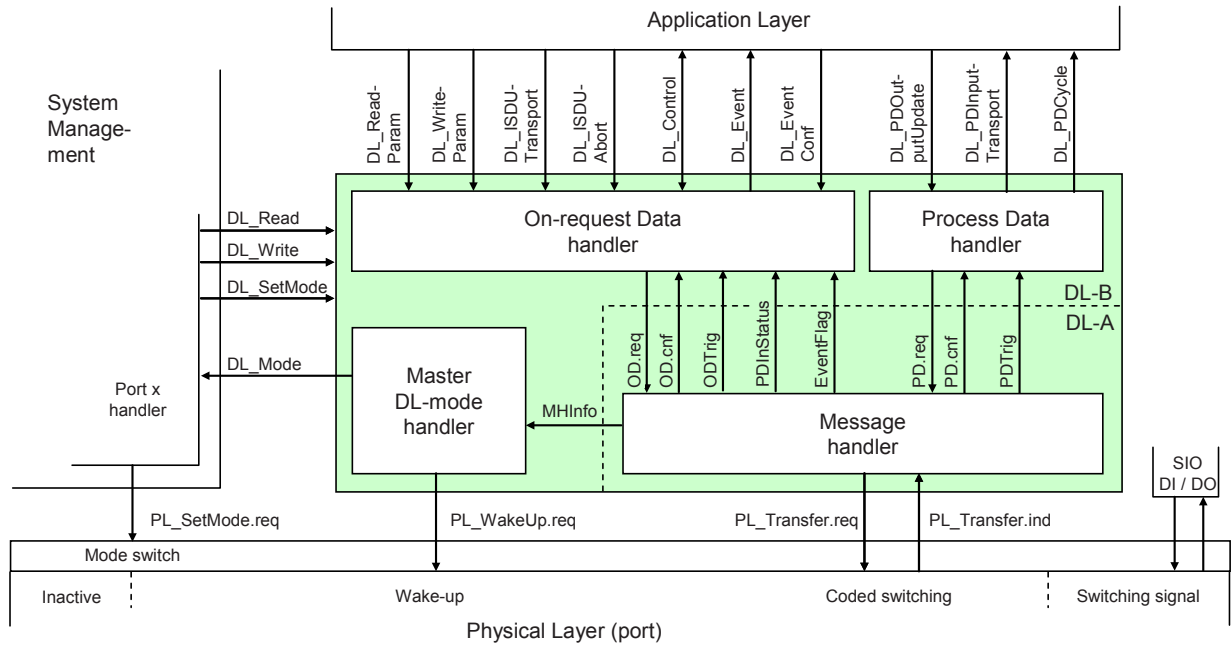 Application Layer
System
Manage-
ment
DL_Read-
Param
DL_Write-
Param
DL_ISDU-
Transport
DL_ISDU-
Abort
DL_Control
DL_Event
DL_Event
Conf
DL_PDOut-
putUpdate
DL_PDInput-
Transport
DL_PDCycle
On-request Data
handler
Process Data
handler
DL_Read
DL_Write
DL_SetMode
DL_Mode
DL-B
DL-A
OD.req
OD.cnf
ODTrig
PDInStatus
EventFlag
PD.req
PD.cnf
PDTrig
Port x
handler
Master
DL-mode
handler
MHInfo
Message
handler
SIO
DI / DO
PL_SetMode.req
PL_WakeUp.req
PL_Transfer.req
PL_Transfer.ind
Mode switch
Inactive
Wake-up
Coded switching
Switching signal
Physical Layer (port)